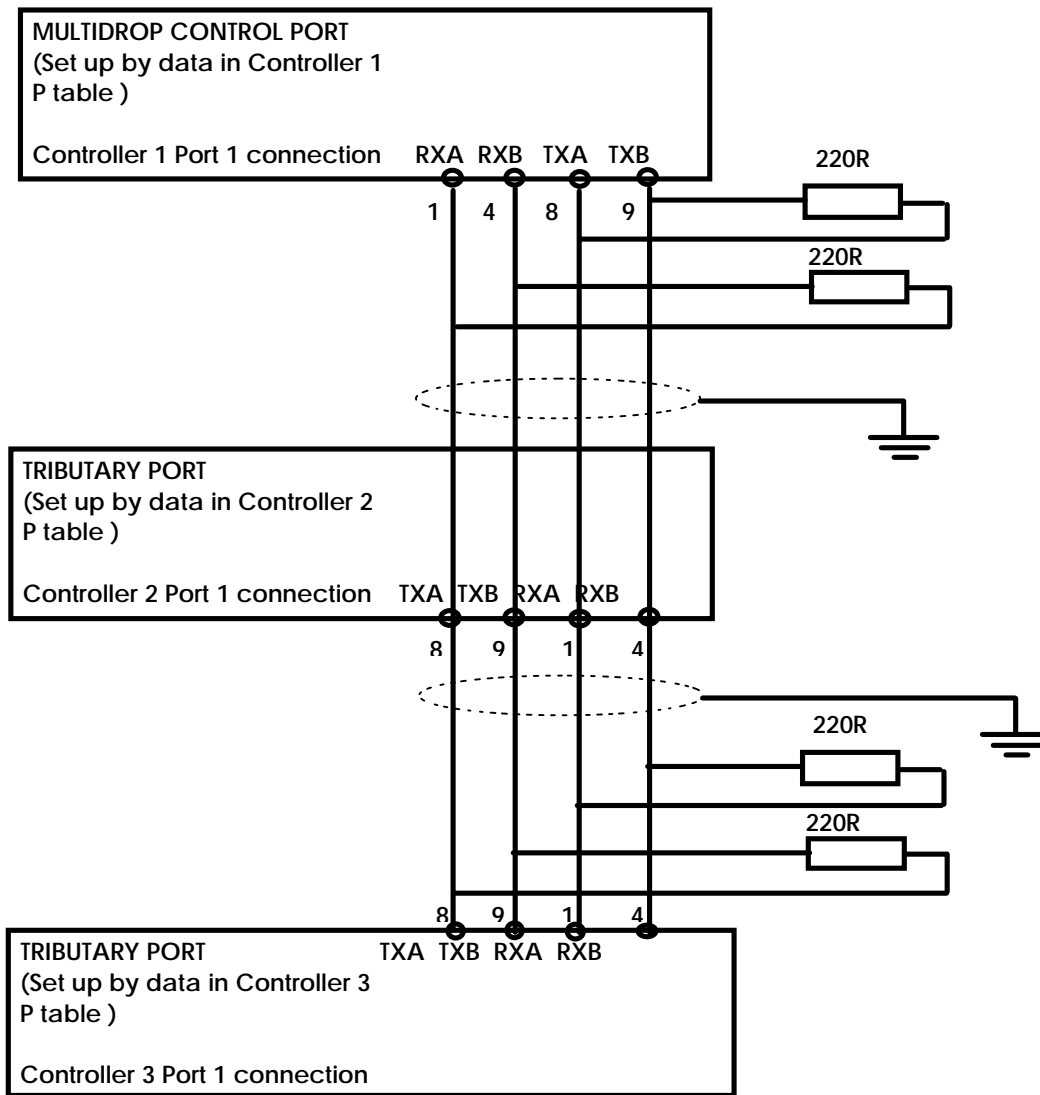 MULTIDROP CONTROL PORT
(Set up by data in Controller 1
P table )
Controller 1 Port 1 connection RXA RXB TXA TXB
220R
1 4 8 9
220R
TRIBUTARY PORT
(Set up by data in Controller 2
P table )
Controller 2 Port 1 connection TXA TXB RXA RXB
8 9 1 4
220R
220R
8 9 1 4
TRIBUTARY PORT TXA TXB RXA RXB
(Set up by data in Controller 3
P table )
Controller 3 Port 1 connection